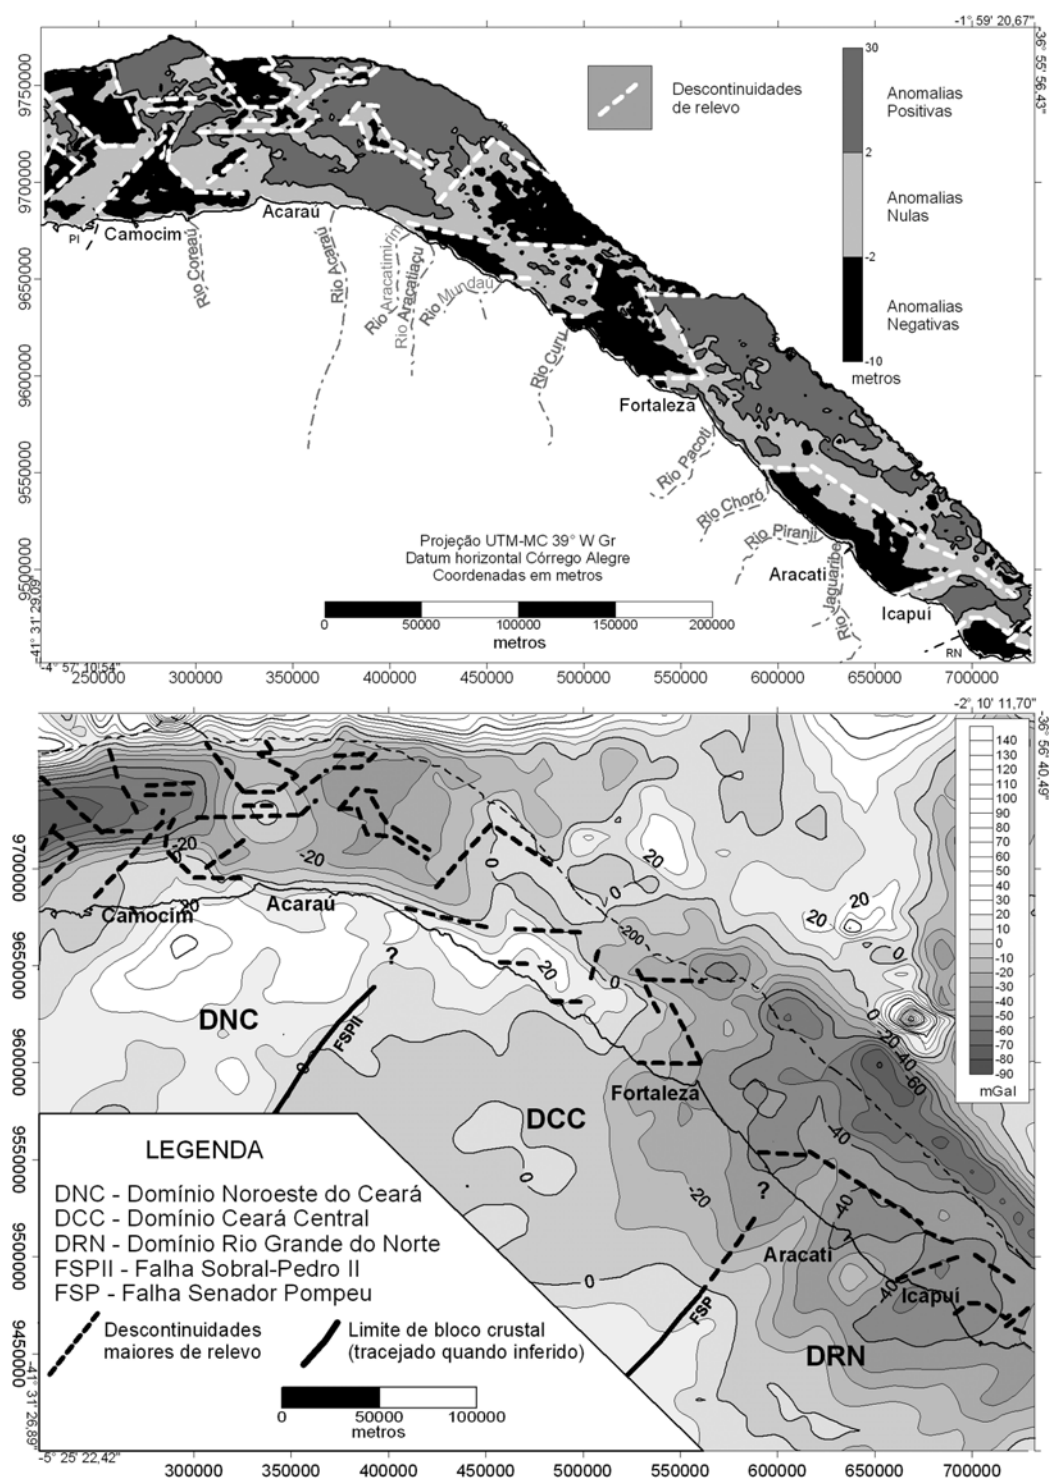 -1° 59' 20,67"
-36° 55' 56,43"
9750000
9700000
9650000
9600000
9550000
9500000
30
Anomalias
Positivas
2
Anomalias
Nulas
-2
Anomalias
Negativas
-10
metros
Descontinuidades
de relevo
PI
Camocim
Rio Coreaú
Acaraú
Rio Acaraú
Rio Aracatimirim
Rio Aracatiaçu
Rio Mundaú
Rio Curu
Fortaleza
Rio Pacoti
Rio Choró
Rio Piranji
Aracati
Rio Jaguaribe
Icapuí
RN
Projeção UTM-MC 39° W Gr
Datum horizontal Córrego Alegre
Coordenadas em metros
0 50000 100000 150000 200000
metros
-41° 31' 29,09"
-4° 57' 10,54"
250000 300000 350000 400000 450000 500000 550000 600000 650000 700000
-2° 10' 11,70"
-36° 56' 40,49"
140
130
120
100
90
80
70
60
50
40
30
20
10
0
-10
-20
-30
-40
-50
-60
-70
-80
-90
mGal
9700000
9650000
9600000
9550000
9500000
9450000
-20
0
-20
20
Camocim
Acaraú
?
0
20
0
20
0
-200
20
20
0
0
-20
-40
-60
DNC
FSPII
0
DCC
Fortaleza
0
-20
?
-40
-40
Aracati
-40
Icapuí
0
FSP
DRN
LEGENDA
DNC - Domínio Noroeste do Ceará
DCC - Domínio Ceará Central
DRN - Domínio Rio Grande do Norte
FSPII - Falha Sobral-Pedro II
FSP - Falha Senador Pompeu
Descontinuidades
maiores de relevo
Limite de bloco crustal
(tracejado quando inferido)
0 50000 100000
metros
-41° 31' 26,89"
-5° 25' 22,42"
300000 350000 400000 450000 500000 550000 600000 650000 700000